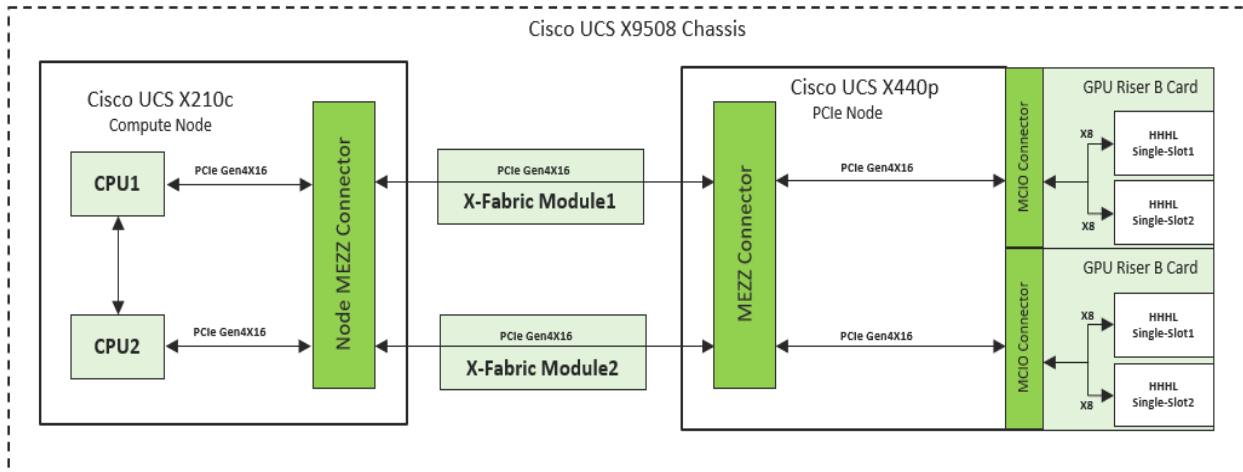 Cisco UCS X9508 Chassis
Cisco UCS X210c
Compute Node
CPU1
PCIe Gen4X16
CPU2
PCIe Gen4X16
Node MEZZ Connector
PCIe Gen4X16
X-Fabric Module1
PCIe Gen4X16
X-Fabric Module2
Cisco UCS X440p
PCIe Node
MEZZ Connector
PCIe Gen4X16
PCIe Gen4X16
MCIO Connector
GPU Riser B Card
X8
HHHL
Single-Slot1
X8
HHHL
Single-Slot2
MCIO Connector
GPU Riser B Card
X8
HHHL
Single-Slot1
X8
HHHL
Single-Slot2